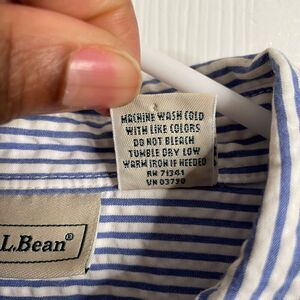 MACHINE WASH COLD
WITH LIKE COLORS
DO NOT BLEACH
TUMBLE DRY LOW
WARM IRON IF NEEDED
RN 71341
VN 03790
L.Bean®